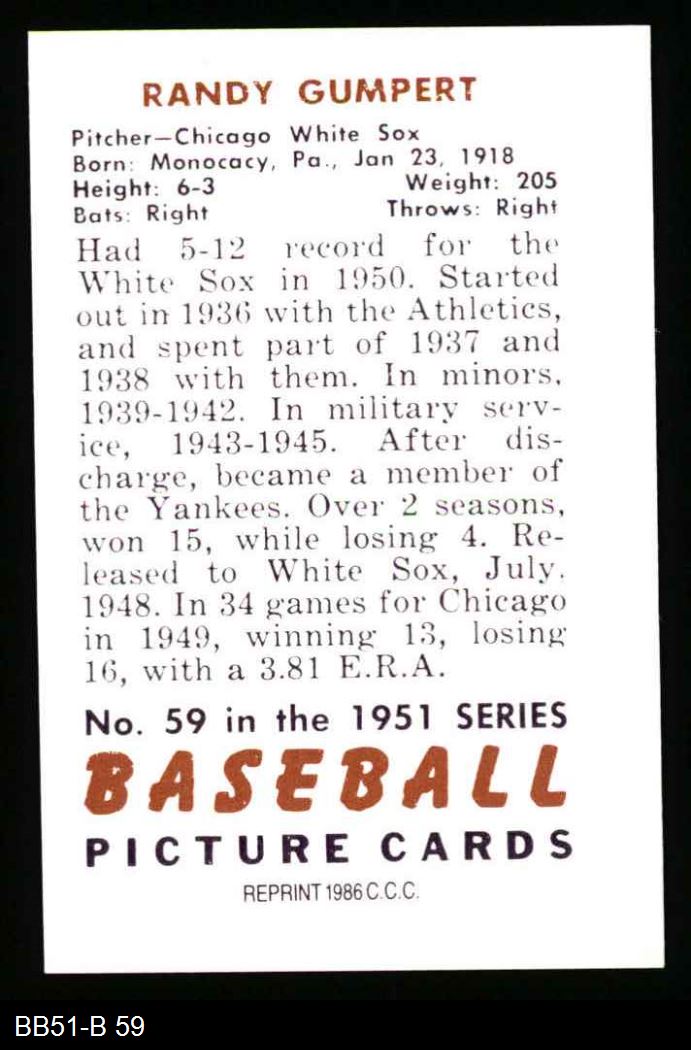 RANDY GUMPERT
Pitcher—Chicago White Sox
Born: Monocacy, Pa., Jan 23, 1918
Height: 6-3 Weight: 205
Bats: Right Throws: Right
Had 5-12 record for the
White Sox in 1950. Started
out in 1936 with the Athletics,
and spent part of 1937 and
1938 with them. In minors,
1939-1942. In military serv-
ice, 1943-1945. After dis-
charge, became a member of
the Yankees. Over 2 seasons,
won 15, while losing 4. Re-
leased to White Sox, July,
1948. In 34 games for Chicago
in 1949, winning 13, losing
16, with a 3.81 E.R.A.
No. 59 in the 1951 SERIES
BASEBALL
PICTURE CARDS
REPRINT 1986 C.C.C.
BB51-B 59